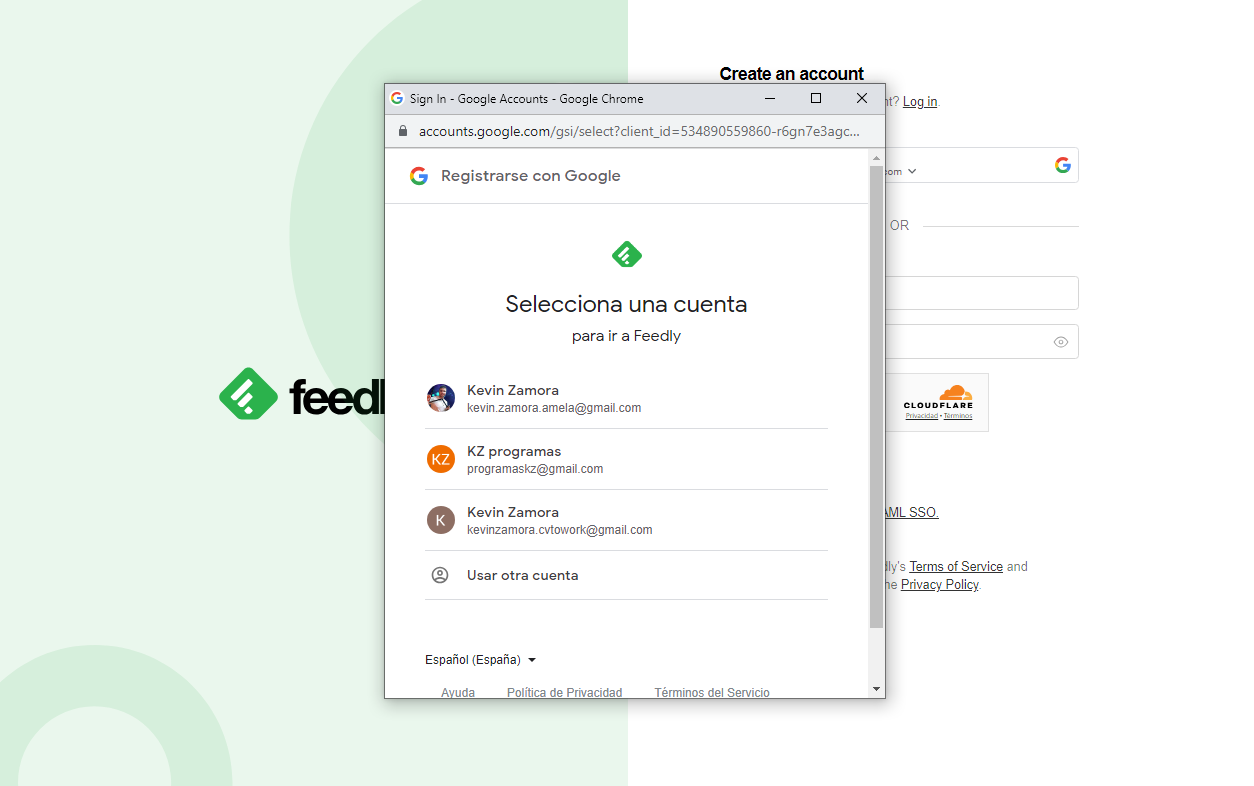 Create an account
nt? Log in.
Sign In - Google Accounts - Google Chrome
accounts.google.com/gsi/select?client_id=534890559860-r6gn7e3agc...
Registrarse con Google
com
OR
Selecciona una cuenta
para ir a Feedly
feedl
Kevin Zamora
kevin.zamora.amela@gmail.com
KZ
KZ programas
programaskz@gmail.com
CLOUDFLARE
Privacidad • Términos
K
Kevin Zamora
kevinzamora.cvtowork@gmail.com
AML SSO.
Usar otra cuenta
dly's Terms of Service and
he Privacy Policy.
Español (España)
Ayuda Política de Privacidad Términos del Servicio